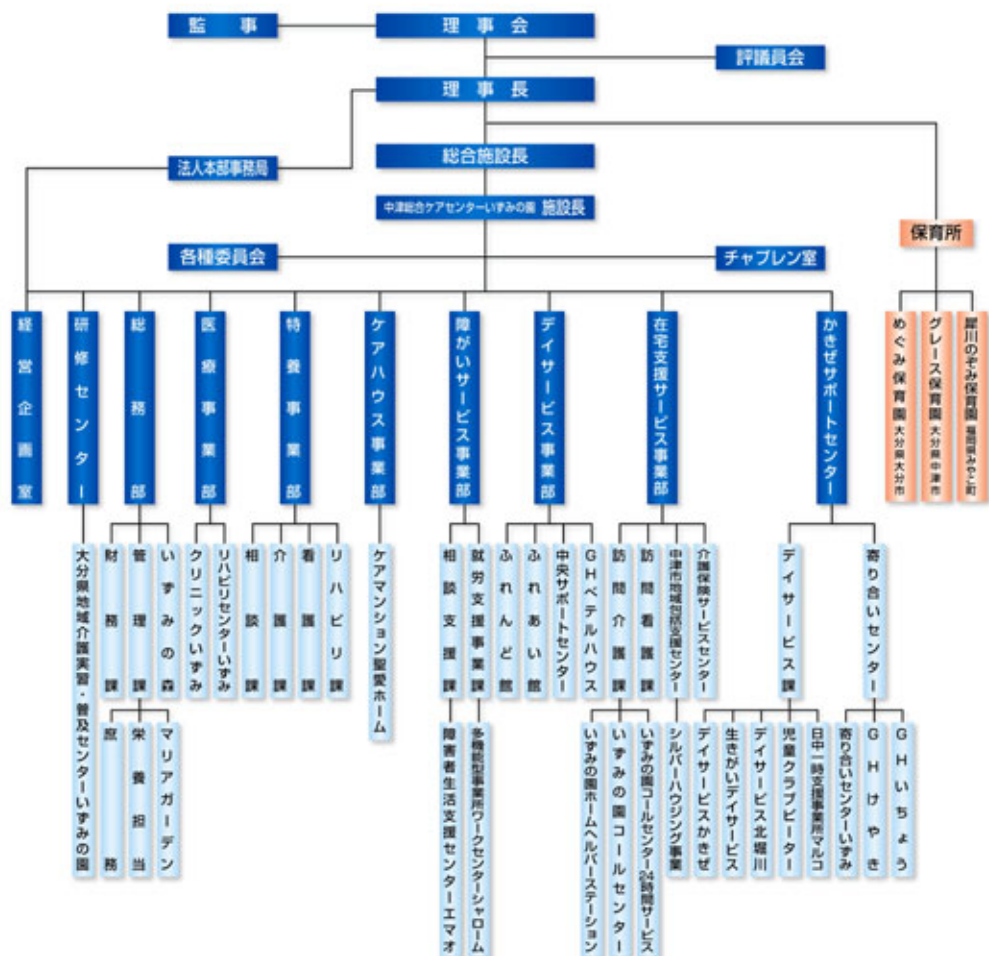 監事
理事会
評議員会
理事長
総合施設長
法人本部事務局
中津総合ケアセンターいずみの園 施設長
各種委員会
チャプレン室
保育所
経営企画室
研修センター
総務部
医療事業部
特養事業部
ケアハウス事業部
障がいサービス事業部
デイサービス事業部
在宅支援サービス事業部
かきぜサポートセンター
めぐみ保育園 大分県大分市
グレース保育園 大分県中津市
犀川のぞみ保育園 福岡県みやこ町
大分県地域介護実習・普及センターいずみの園
財務課
管理課
いずみの森
クリニックいずみ
リハビリセンターいずみ
相談課
介護課
看護課
リハビリ課
ケアマンション聖愛ホーム
相談支援課
就労支援事業課
ふれんど館
ふれあい館
中央サポートセンター
GHベテルハウス
訪問介護課
訪問看護課
中津市地域包括支援センター
介護保険サービスセンター
デイサービス課
寄り合いセンター
庶務
栄養担当
マリアガーデン
障害者生活支援センターエマオ
多機能型事業所ワークセンターシャローム
いずみの園ホームヘルパーステーション
いずみの園コールセンター
いずみの園コールセンター24時間サービス
シルバーハウジング事業
デイサービスかきぜ
生きがいデイサービス
デイサービス北堀川
児童クラブピーター
日中一時支援事業所マルコ
寄り合いセンターいずみ
GHけやき
GHいちょう